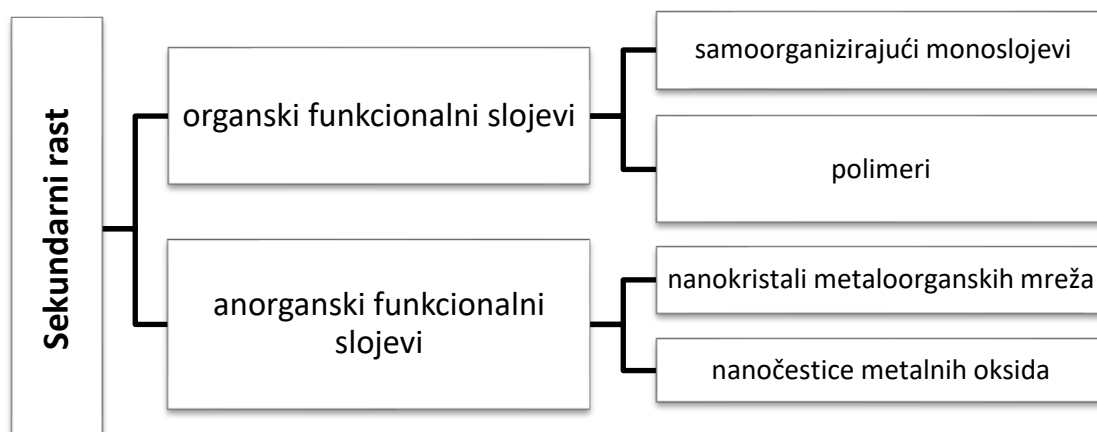 Sekundarni rast
organski funkcionalni slojevi
samoorganizirajući monoslojevi
polimeri
anorganski funkcionalni
slojevi
nanokristali metaloorganskih mreža
nanočestice metalnih oksida